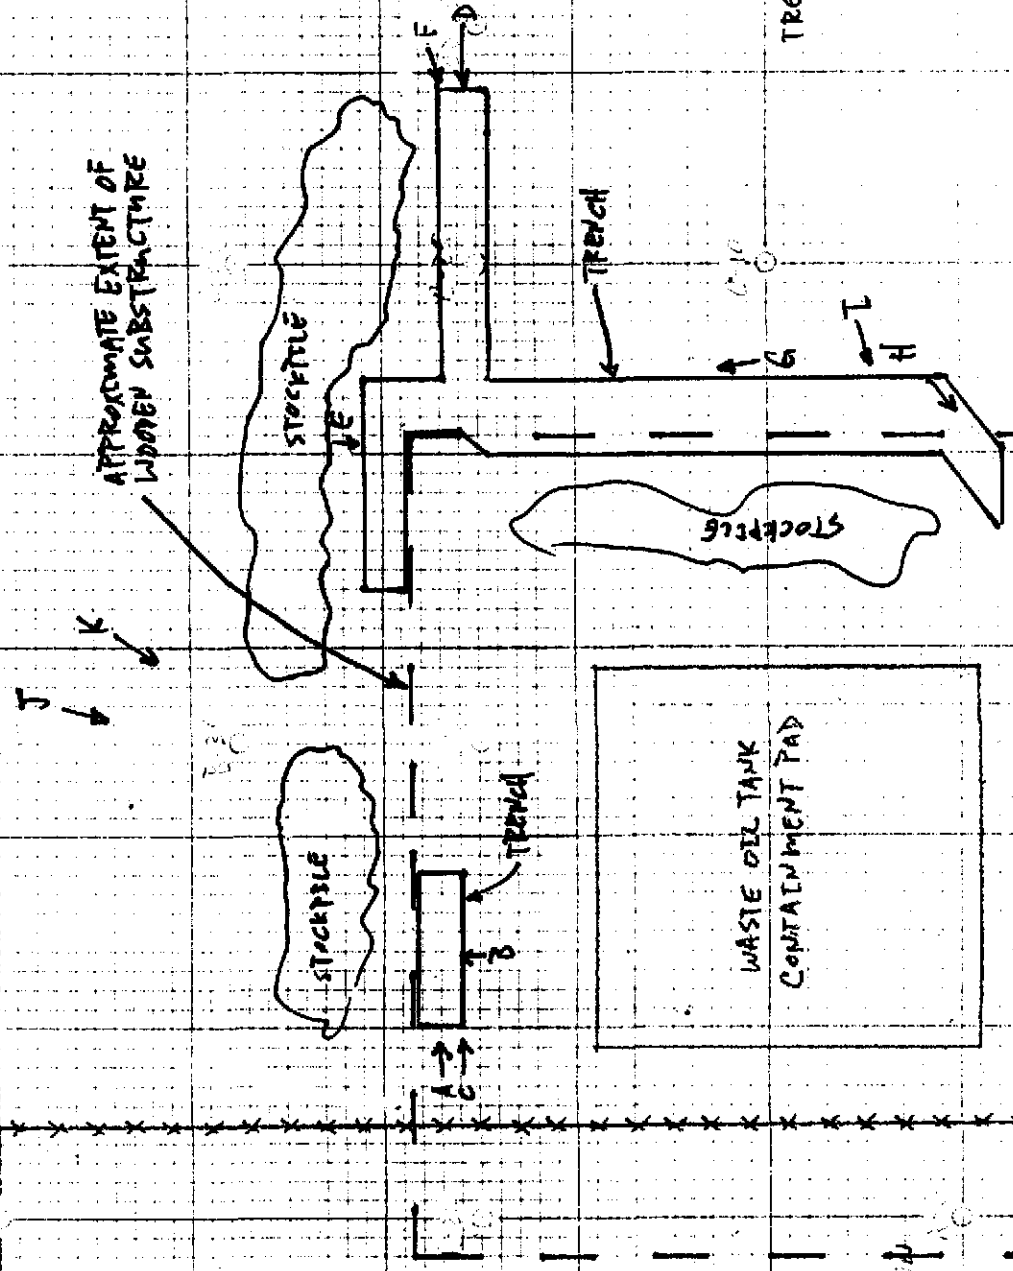 TRE
F
D
APPROXIMATE EXTENT OF
WOODEN SUBSTRUCTURE
STOCKPILE
E
TRENCH
G
L
H
STOCKPILE
K
J
STOCKPILE
TRENCH
B
WASTE OIL TANK
CONTAINMENT PAD
A
C